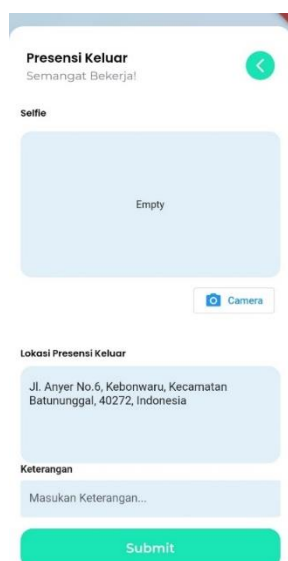 Presensi Keluar
Semangat Bekerja!
Selfie
Empty
Camera
Lokasi Presensi Keluar
Jl. Anyer No.6, Kebonwaru, Kecamatan
Batununggal, 40272, Indonesia
Keterangan
Masukan Keterangan...
Submit